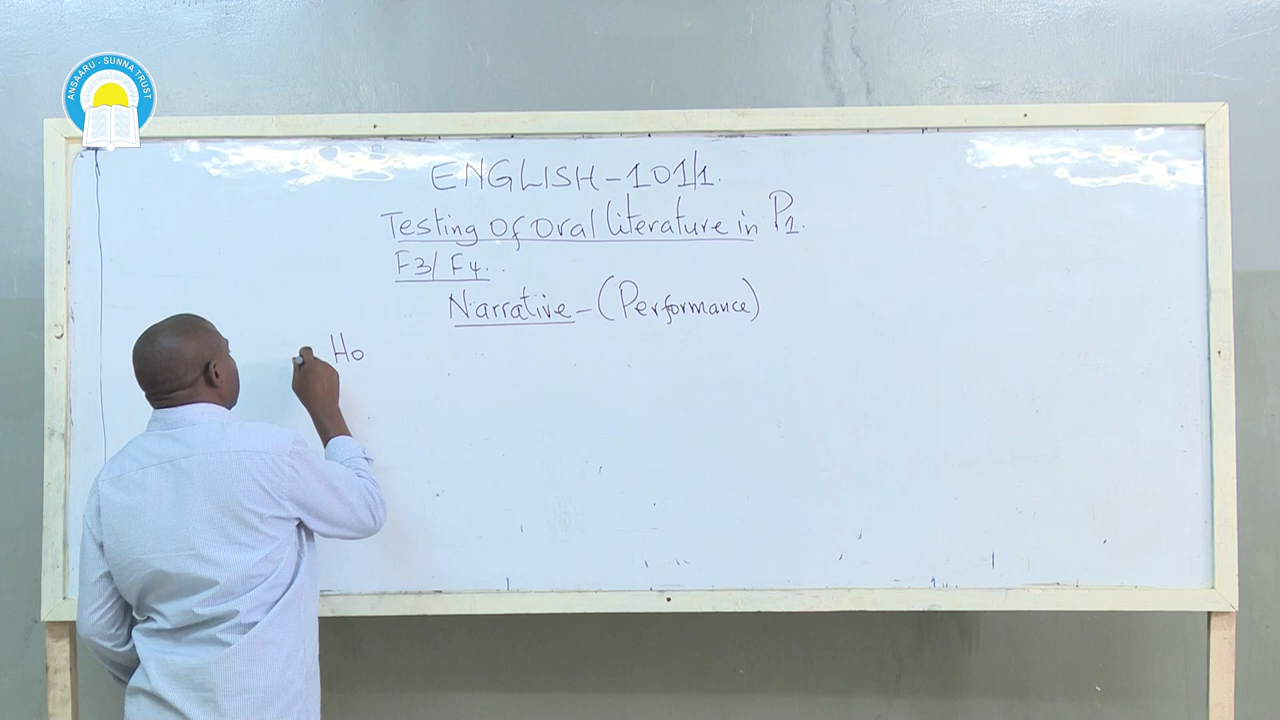 ANSAARU - SUNNA TRUST
ENGLISH - 101/1.
Testing Of Oral literature in P1.
F3/ F4.
Narrative - (Performance)
Ho